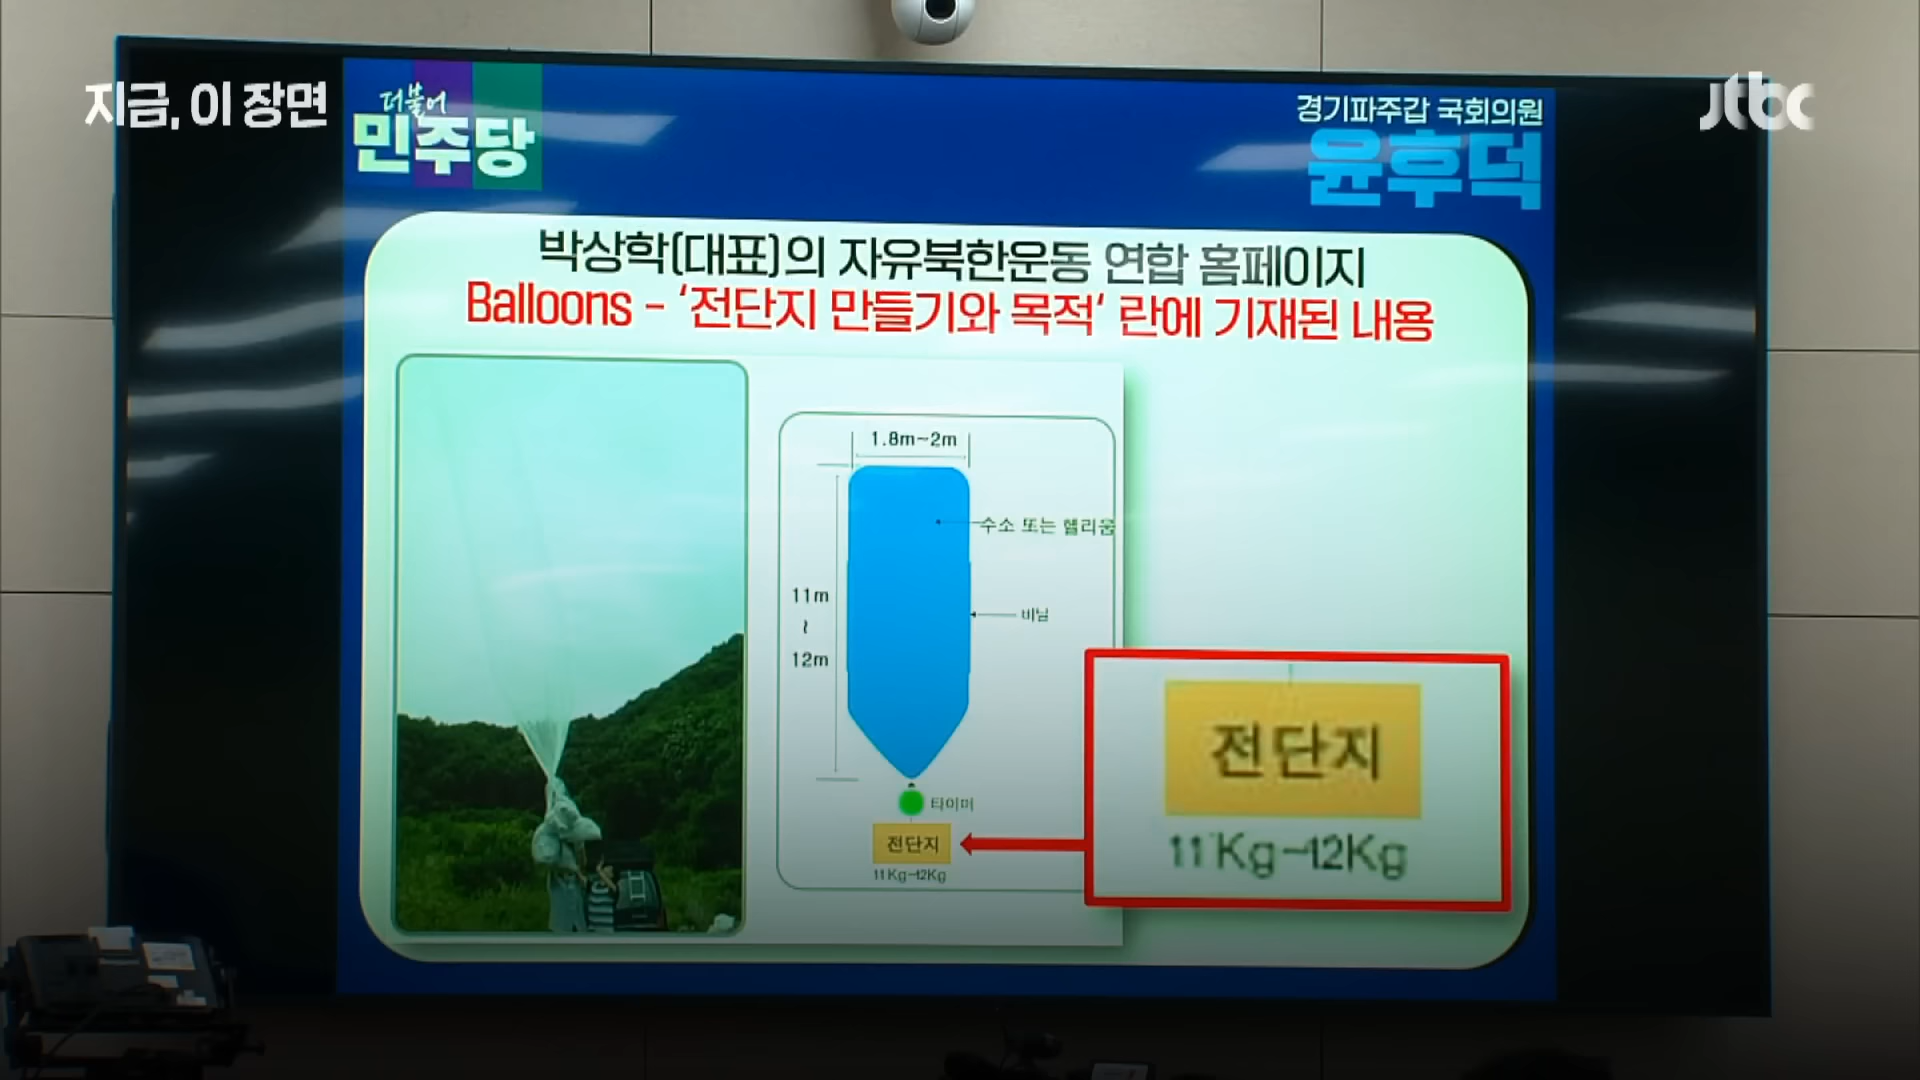 지금, 이 장면
jtbc
더불어
민주당
경기파주갑 국회의원
윤후덕
박상학(대표)의 자유북한운동 연합 홈페이지
Balloons - ‘전단지 만들기와 목적‘ 란에 기재된 내용
1.8m~2m
수소 또는 헬리움
11m
~
12m
비닐
타이머
전단지
11Kg-12Kg
전단지
11Kg-12Kg